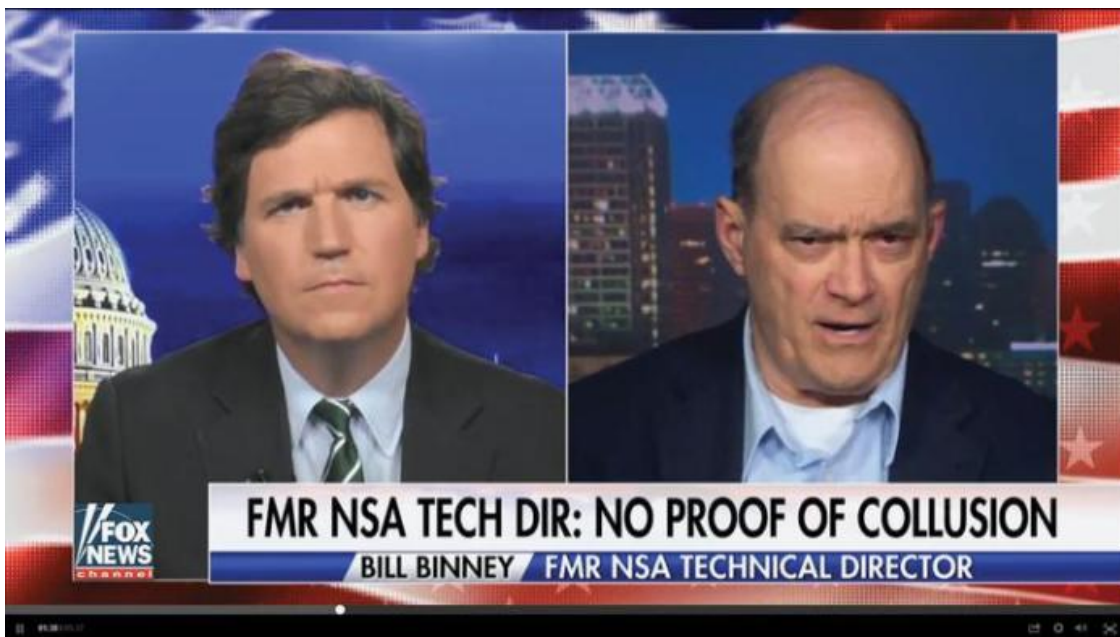 FMR NSA TECH DIR: NO PROOF OF COLLUSION
BILL BINNEY FMR NSA TECHNICAL DIRECTOR
FOX
NEWS
channel